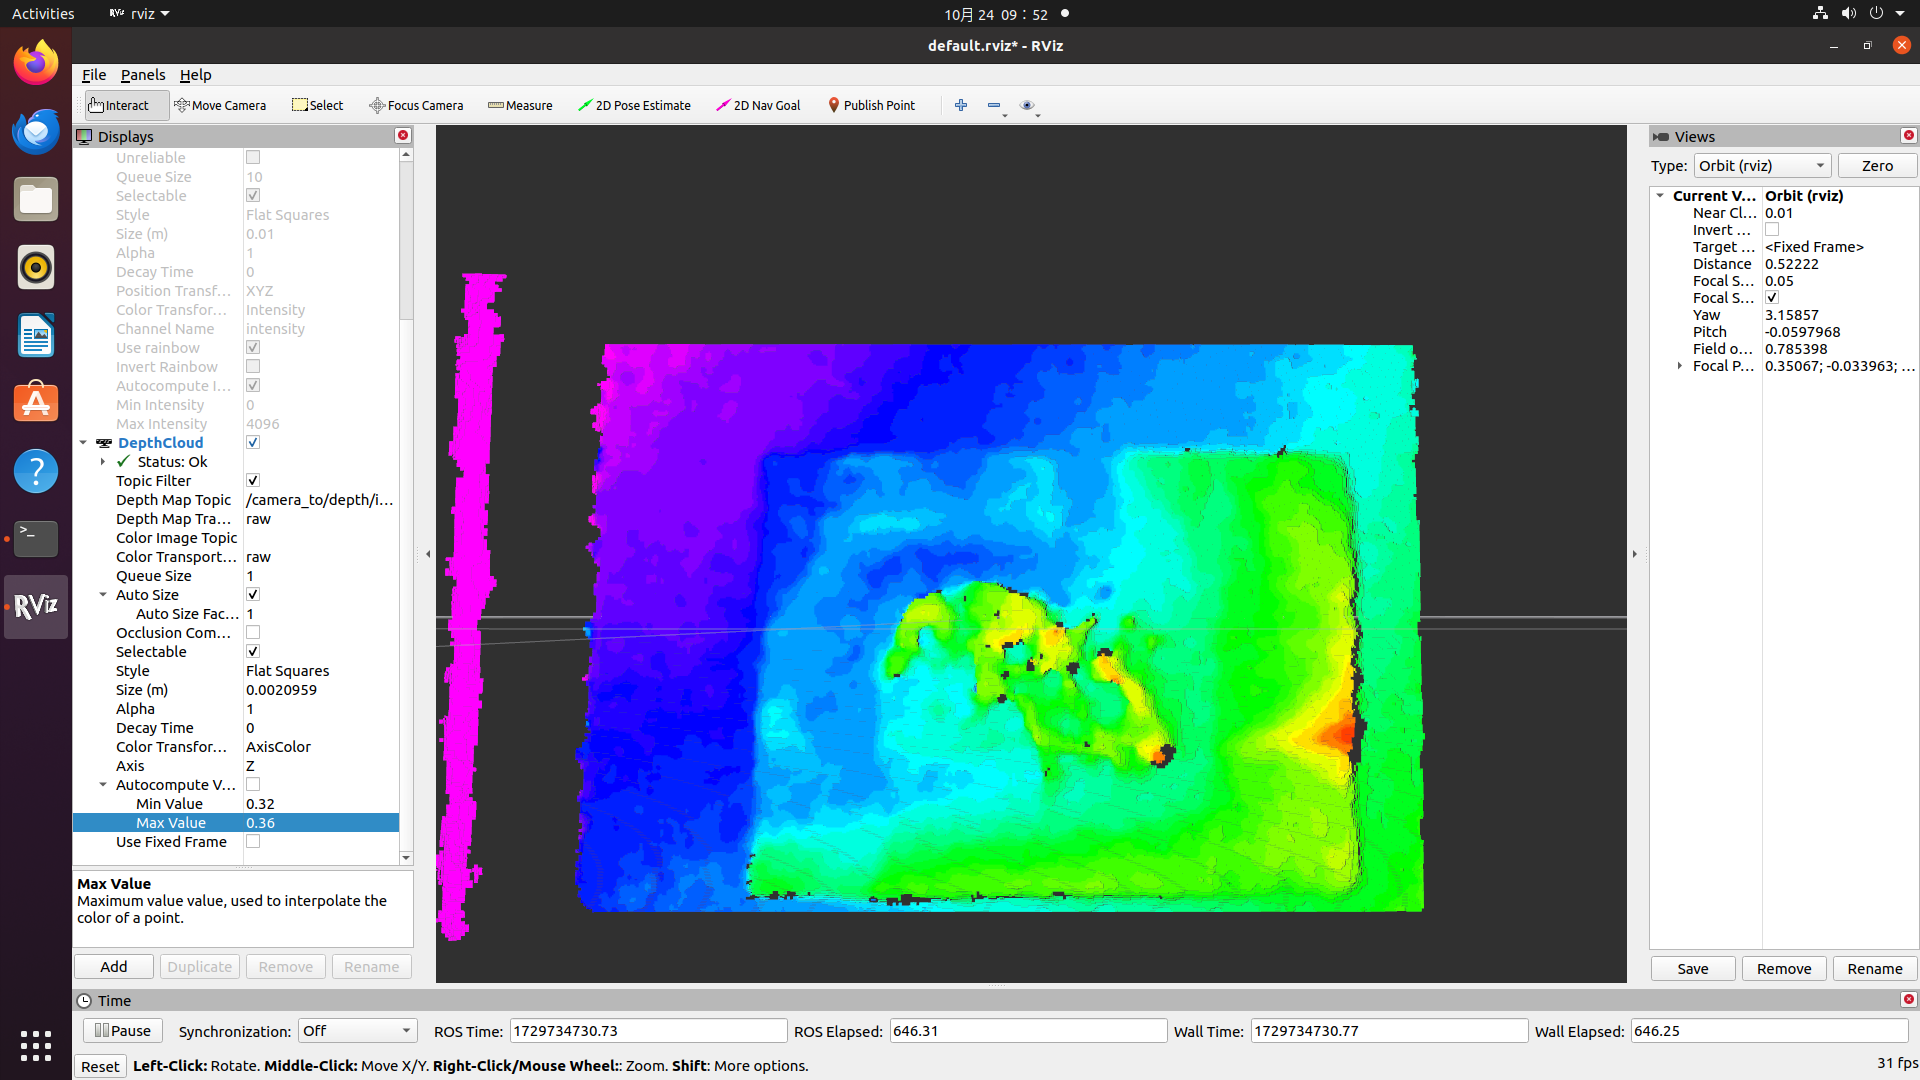 Activities
rviz
10月 24 09：52
default.rviz* - RViz
File Panels Help
Interact
Move Camera
Select
Focus Camera
Measure
2D Pose Estimate
2D Nav Goal
Publish Point
Displays
Unreliable
Queue Size 10
Selectable
Style Flat Squares
Size (m) 0.01
Alpha 1
Decay Time 0
Position Transf... XYZ
Color Transfor... Intensity
Channel Name intensity
Use rainbow
Invert Rainbow
Autocompute I...
Min Intensity 0
Max Intensity 4096
DepthCloud
Status: Ok
Topic Filter
Depth Map Topic /camera_to/depth/i...
Depth Map Tra... raw
Color Image Topic
Color Transport... raw
Queue Size 1
Auto Size
Auto Size Fac... 1
Occlusion Com...
Selectable
Style Flat Squares
Size (m) 0.0020959
Alpha 1
Decay Time 0
Color Transfor... AxisColor
Axis Z
Autocompute V...
Min Value 0.32
Max Value 0.36
Use Fixed Frame
Max Value
Maximum value value, used to interpolate the
color of a point.
Add Duplicate Remove Rename
Views
Type: Orbit (rviz) Zero
Current V... Orbit (rviz)
Near Cl... 0.01
Invert ...
Target ... <Fixed Frame>
Distance 0.52222
Focal S... 0.05
Focal S...
Yaw 3.15857
Pitch -0.0597968
Field o... 0.785398
Focal P... 0.35067; -0.033963; ...
Save Remove Rename
RViz
Time
Pause Synchronization: Off ROS Time: 1729734730.73 ROS Elapsed: 646.31 Wall Time: 1729734730.77 Wall Elapsed: 646.25
Reset Left-Click: Rotate. Middle-Click: Move X/Y. Right-Click/Mouse Wheel:: Zoom. Shift: More options.
31 fps